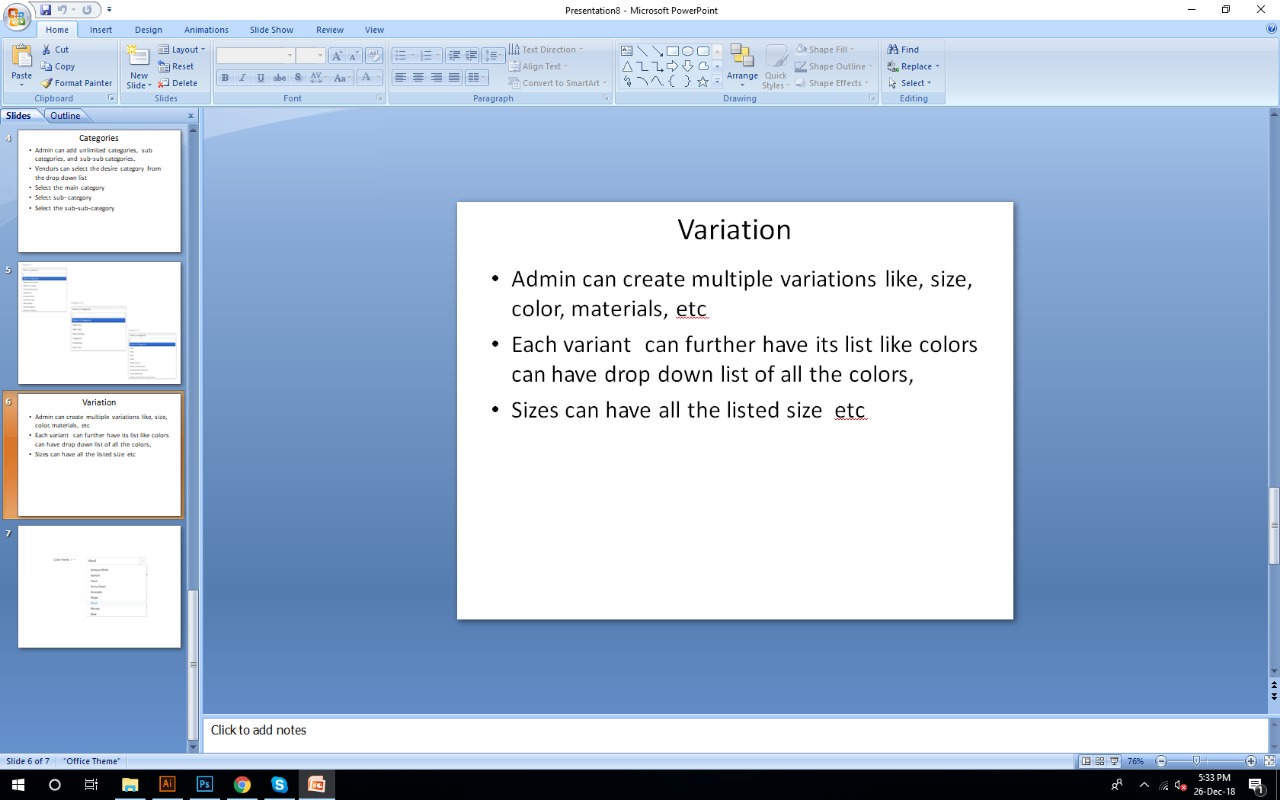 Presentation8 - Microsoft PowerPoint
Home Insert Design Animations Slide Show Review View
Paste
Cut
Copy
Format Painter
Clipboard
New Slide
Layout
Reset
Delete
Slides
B I U abc S AV Aa A
Font
Text Direction
Align Text
Convert to SmartArt
Paragraph
Arrange
Quick Styles
Shape Fill
Shape Outline
Shape Effects
Drawing
Find
Replace
Select
Editing
Slides Outline
4
Categories
• Admin can add unlimited categories, sub
categories, and sub-sub categories.
• Vendors can select the desire category from
the drop down list
• Select the main category
• Select sub- category
• Select the sub-sub-category
5
6
Variation
• Admin can create multiple variations like, size,
color, materials, etc
• Each variant can further have its list like colors
can have drop down list of all the colors,
• Sizes can have all the listed size etc
7
Variation
• Admin can create multiple variations like, size,
color, materials, etc
• Each variant  can further have its list like colors
can have drop down list of all the colors,
• Sizes can have all the listed size  etc
Click to add notes
Slide 6 of 7 "Office Theme" 76%
Ai Ps
5:33 PM
26-Dec-18